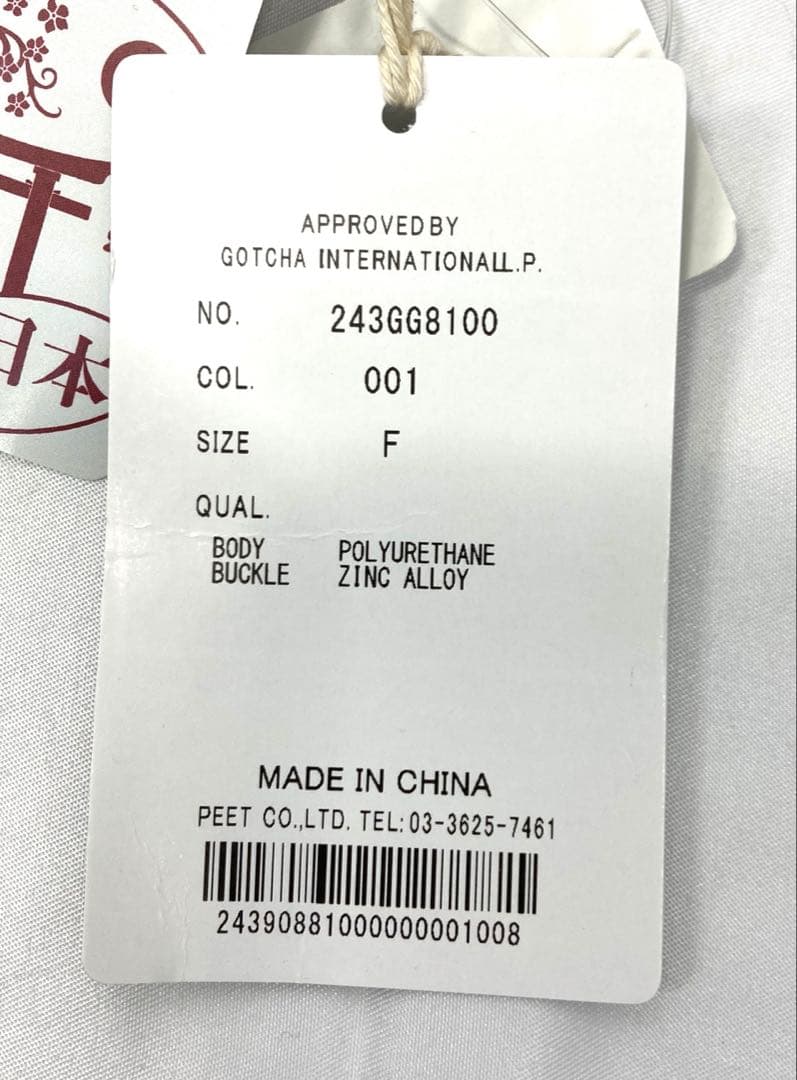 APPROVED BY
GOTCHA INTERNATIONAL L.P.
NO. 243GG8100
COL. 001
SIZE F
QUAL.
BODY POLYURETHANE
BUCKLE ZINC ALLOY
MADE IN CHINA
PEET CO.,LTD. TEL:03-3625-7461
24390881000000001008
日本